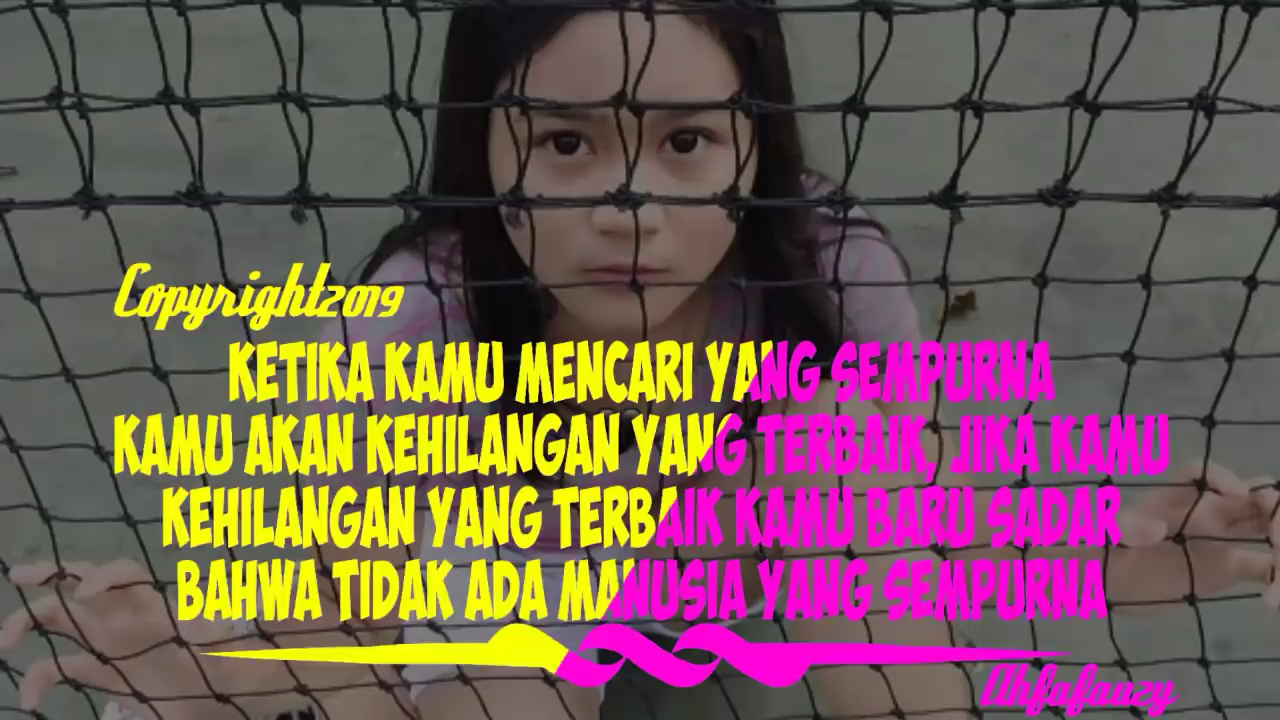 Copyright2019
KETIKA KAMU MENCARI YANG SEMPURNA
KAMU AKAN KEHILANGAN YANG TERBAIK, JIKA KAMU
KEHILANGAN YANG TERBAIK KAMU BARU SADAR
BAHWA TIDAK ADA MANUSIA YANG SEMPURNA
Ahfafauzy